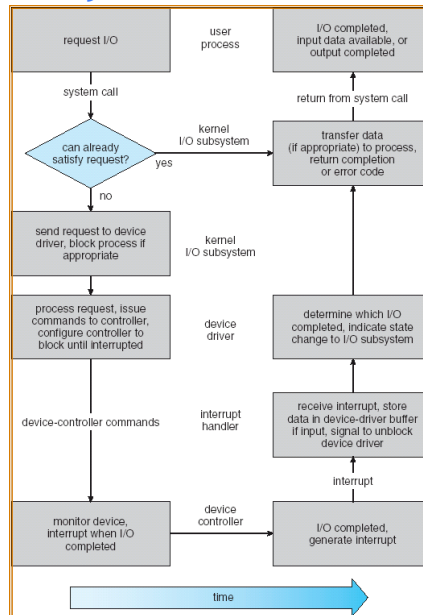 request I/O
user
process
I/O completed,
input data available, or
output completed
system call
return from system call
can already
satisfy request?
yes
kernel
I/O subsystem
transfer data
(if appropriate) to process,
return completion
or error code
no
send request to device
driver, block process if
appropriate
kernel
I/O subsystem
process request, issue
commands to controller,
configure controller to
block until interrupted
device
driver
determine which I/O
completed, indicate state
change to I/O subsystem
device-controller commands
interrupt
handler
receive interrupt, store
data in device-driver buffer
if input, signal to unblock
device driver
interrupt
monitor device,
interrupt when I/O
completed
device
controller
I/O completed,
generate interrupt
time